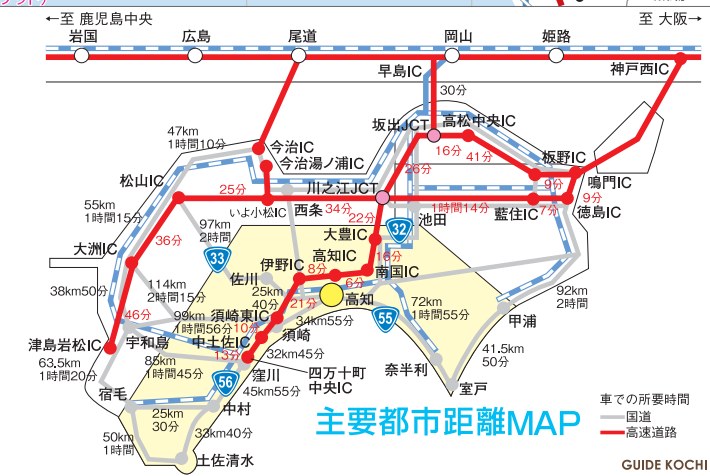 ←至 鹿児島中央
至 大阪→
岩国
広島
尾道
岡山
姫路
早島IC
神戸西IC
30分
坂出JCT
高松中央IC
16分
41分
47km
1時間10分
今治IC
今治湯ノ浦IC
26分
板野IC
松山IC
25分
川之江JCT
9分
鳴門IC
9分
いよ小松IC
西条
34分
1時間14分
藍住IC
7分
徳島IC
55km
1時間15分
22分
池田
97km
2時間
大豊IC
32
36分
大洲IC
33
高知IC
16分
伊野IC
8分
南国IC
佐川
6分
38km50分
114km
2時間15分
25km
40分
21分
高知
72km
1時間55分
92km
2時間
46分
99km
1時間56分
須崎東IC
10分
34km55分
55
甲浦
津島岩松IC
宇和島
中土佐IC
須崎
13分
32km45分
41.5km
50分
63.5km
1時間20分
85km
1時間45分
窪川
四万十町
中央IC
奈半利
宿毛
56
45km55分
室戸
25km
30分
中村
主要都市距離MAP
車での所要時間
国道
高速道路
50km
1時間
33km40分
土佐清水
GUIDE KOCHI